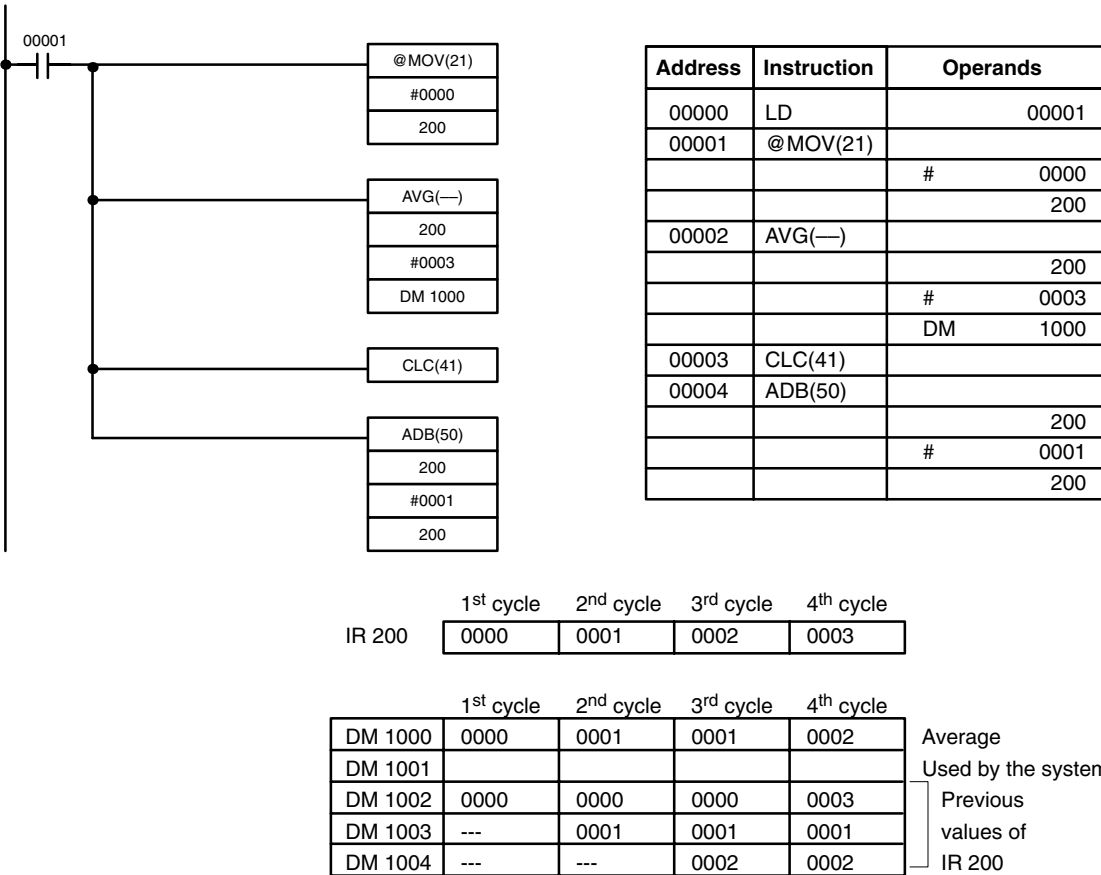 00001
@MOV(21)
#0000
200
AVG(––)
200
#0003
DM 1000
CLC(41)
ADB(50)
200
#0001
200
Address Instruction Operands
00000 LD 00001
00001 @MOV(21)
# 0000
200
00002 AVG(––)
200
# 0003
DM 1000
00003 CLC(41)
00004 ADB(50)
200
# 0001
200
1st cycle 2nd cycle 3rd cycle 4th cycle
IR 200 0000 0001 0002 0003
1st cycle 2nd cycle 3rd cycle 4th cycle
DM 1000 0000 0001 0001 0002 Average
DM 1001 Used by the system
DM 1002 0000 0000 0000 0003 Previous
DM 1003 --- 0001 0001 0001 values of
DM 1004 --- --- 0002 0002 IR 200